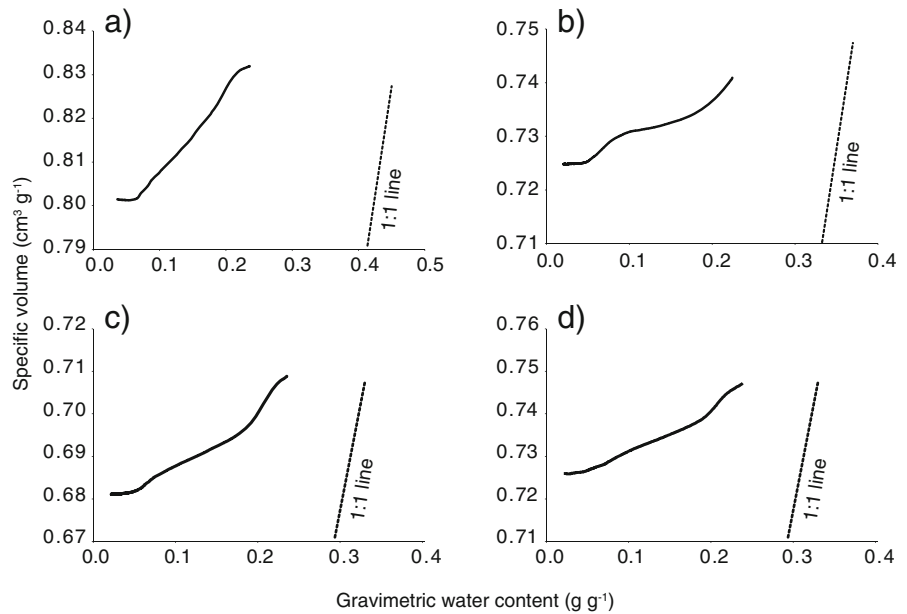 a)
0.84
0.83
0.82
0.81
0.80
0.79
0.0 0.1 0.2 0.3 0.4 0.5
1:1 line
b)
0.75
0.74
0.73
0.72
0.71
0.0 0.1 0.2 0.3 0.4
1:1 line
Specific volume (cm³ g⁻¹)
c)
0.72
0.71
0.70
0.69
0.68
0.67
0.0 0.1 0.2 0.3 0.4
1:1 line
d)
0.76
0.75
0.74
0.73
0.72
0.71
0.0 0.1 0.2 0.3 0.4
1:1 line
Gravimetric water content (g g⁻¹)